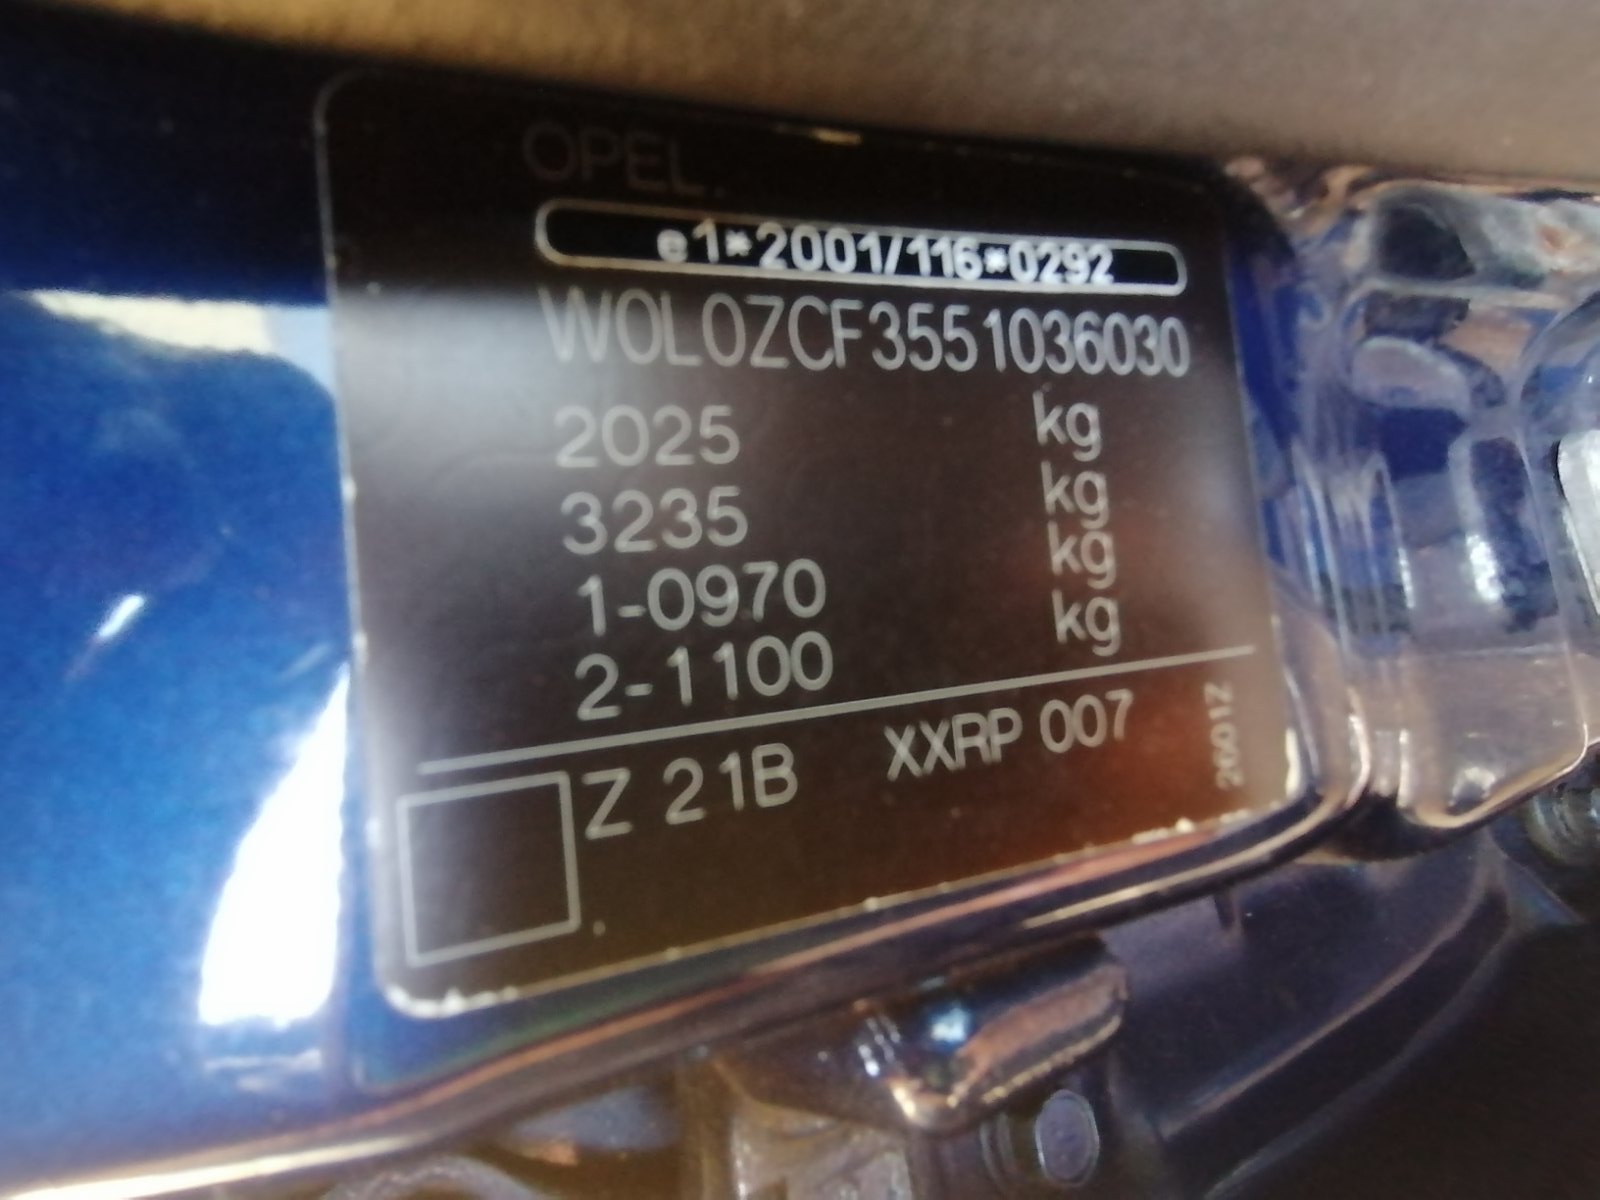 OPEL
e1*2001/116*0292
W0L0ZCF3551036030
2025 kg
3235 kg
1-0970 kg
2-1100 kg
Z 21B XXRP 007
2601Z